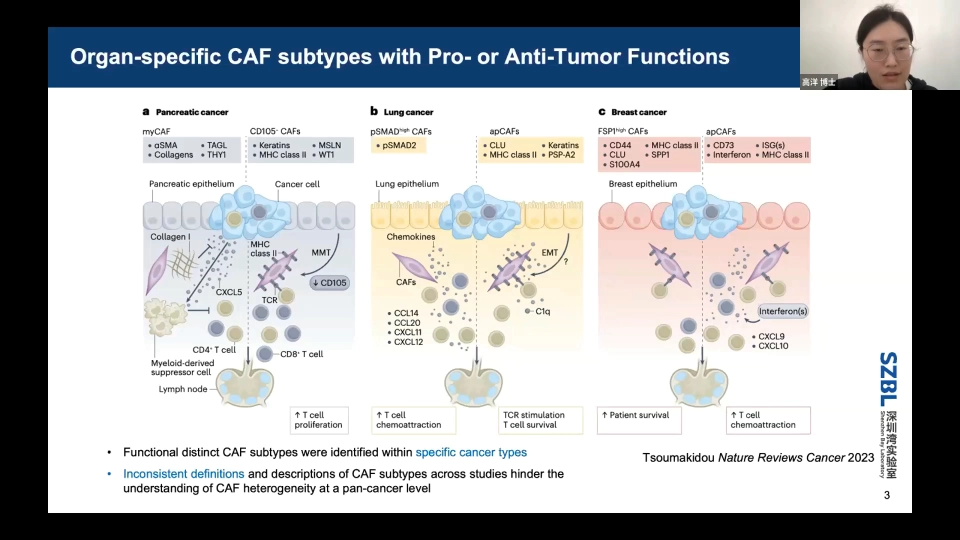 Organ-specific CAF subtypes with Pro- or Anti-Tumor Functions
高洋 博士
a Pancreatic cancer
myCAF
• αSMA • TAGL
• Collagens • THY1
CD105⁻ CAFs
• Keratins • MSLN
• MHC class II • WT1
Pancreatic epithelium
Cancer cell
Collagen I
MHC
class II
MMT
↓ CD105
CXCL5
TCR
CD4⁺ T cell
CD8⁺ T cell
Myeloid-derived
suppressor cell
Lymph node
↑ T cell
proliferation
b Lung cancer
pSMADʰⁱᵍʰ CAFs
• pSMAD2
apCAFs
• CLU • Keratins
• MHC class II • PSP-A2
Lung epithelium
Chemokines
EMT
?
CAFs
C1q
• CCL14
• CCL20
• CXCL11
• CXCL12
↑ T cell
chemoattraction
TCR stimulation
T cell survival
c Breast cancer
FSP1ʰⁱᵍʰ CAFs
• CD44 • MHC class II
• CLU • SPP1
• S100A4
apCAFs
• CD73 • ISG(s)
• Interferon • MHC class II
Breast epithelium
Interferon(s)
• CXCL9
• CXCL10
↑ Patient survival
↑ T cell
chemoattraction
• Functional distinct CAF subtypes were identified within specific cancer types
• Inconsistent definitions and descriptions of CAF subtypes across studies hinder the
understanding of CAF heterogeneity at a pan-cancer level
Tsoumakidou Nature Reviews Cancer 2023
SZBL
深圳湾实验室
Shenzhen Bay Laboratory
3